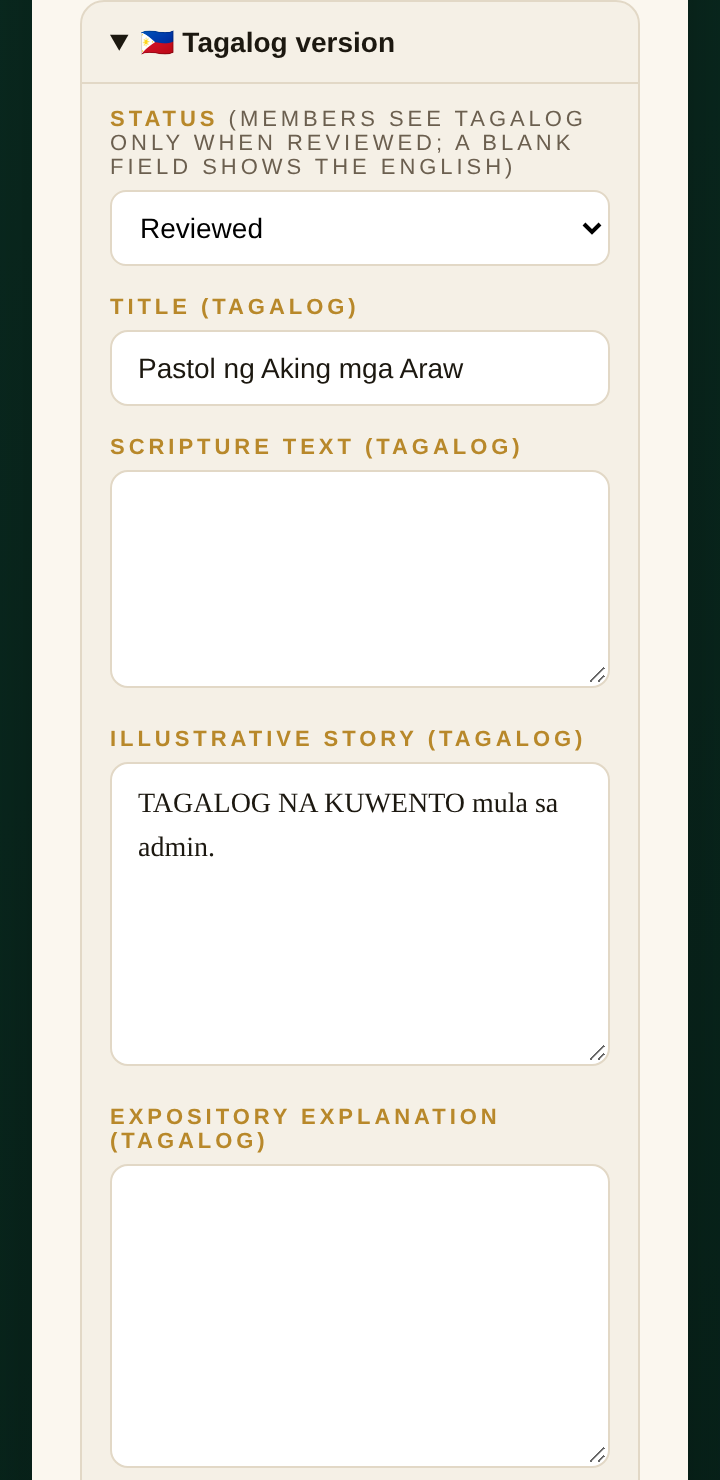 Tagalog version
STATUS (MEMBERS SEE TAGALOG
ONLY WHEN REVIEWED; A BLANK
FIELD SHOWS THE ENGLISH)
Reviewed
TITLE (TAGALOG)
Pastol ng Aking mga Araw
SCRIPTURE TEXT (TAGALOG)
ILLUSTRATIVE STORY (TAGALOG)
TAGALOG NA KUWENTO mula sa
admin.
EXPOSITORY EXPLANATION
(TAGALOG)